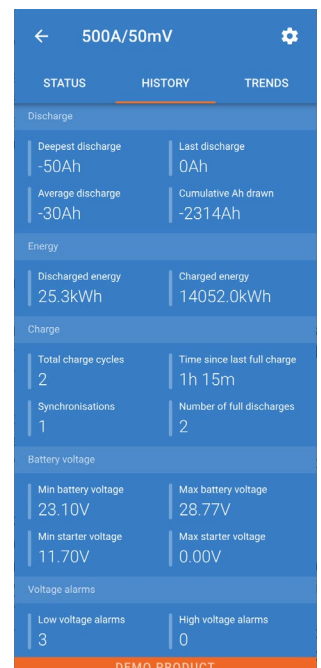 500A/50mV
STATUS HISTORY TRENDS
Discharge
Deepest discharge Last discharge
-50Ah 0Ah
Average discharge Cumulative Ah drawn
-30Ah -2314Ah
Energy
Discharged energy Charged energy
25.3kWh 14052.0kWh
Charge
Total charge cycles Time since last full charge
2 1h 15m
Synchronisations Number of full discharges
1 2
Battery voltage
Min battery voltage Max battery voltage
23.10V 28.77V
Min starter voltage Max starter voltage
11.70V 0.00V
Voltage alarms
Low voltage alarms High voltage alarms
3 0
DEMO PRODUCT